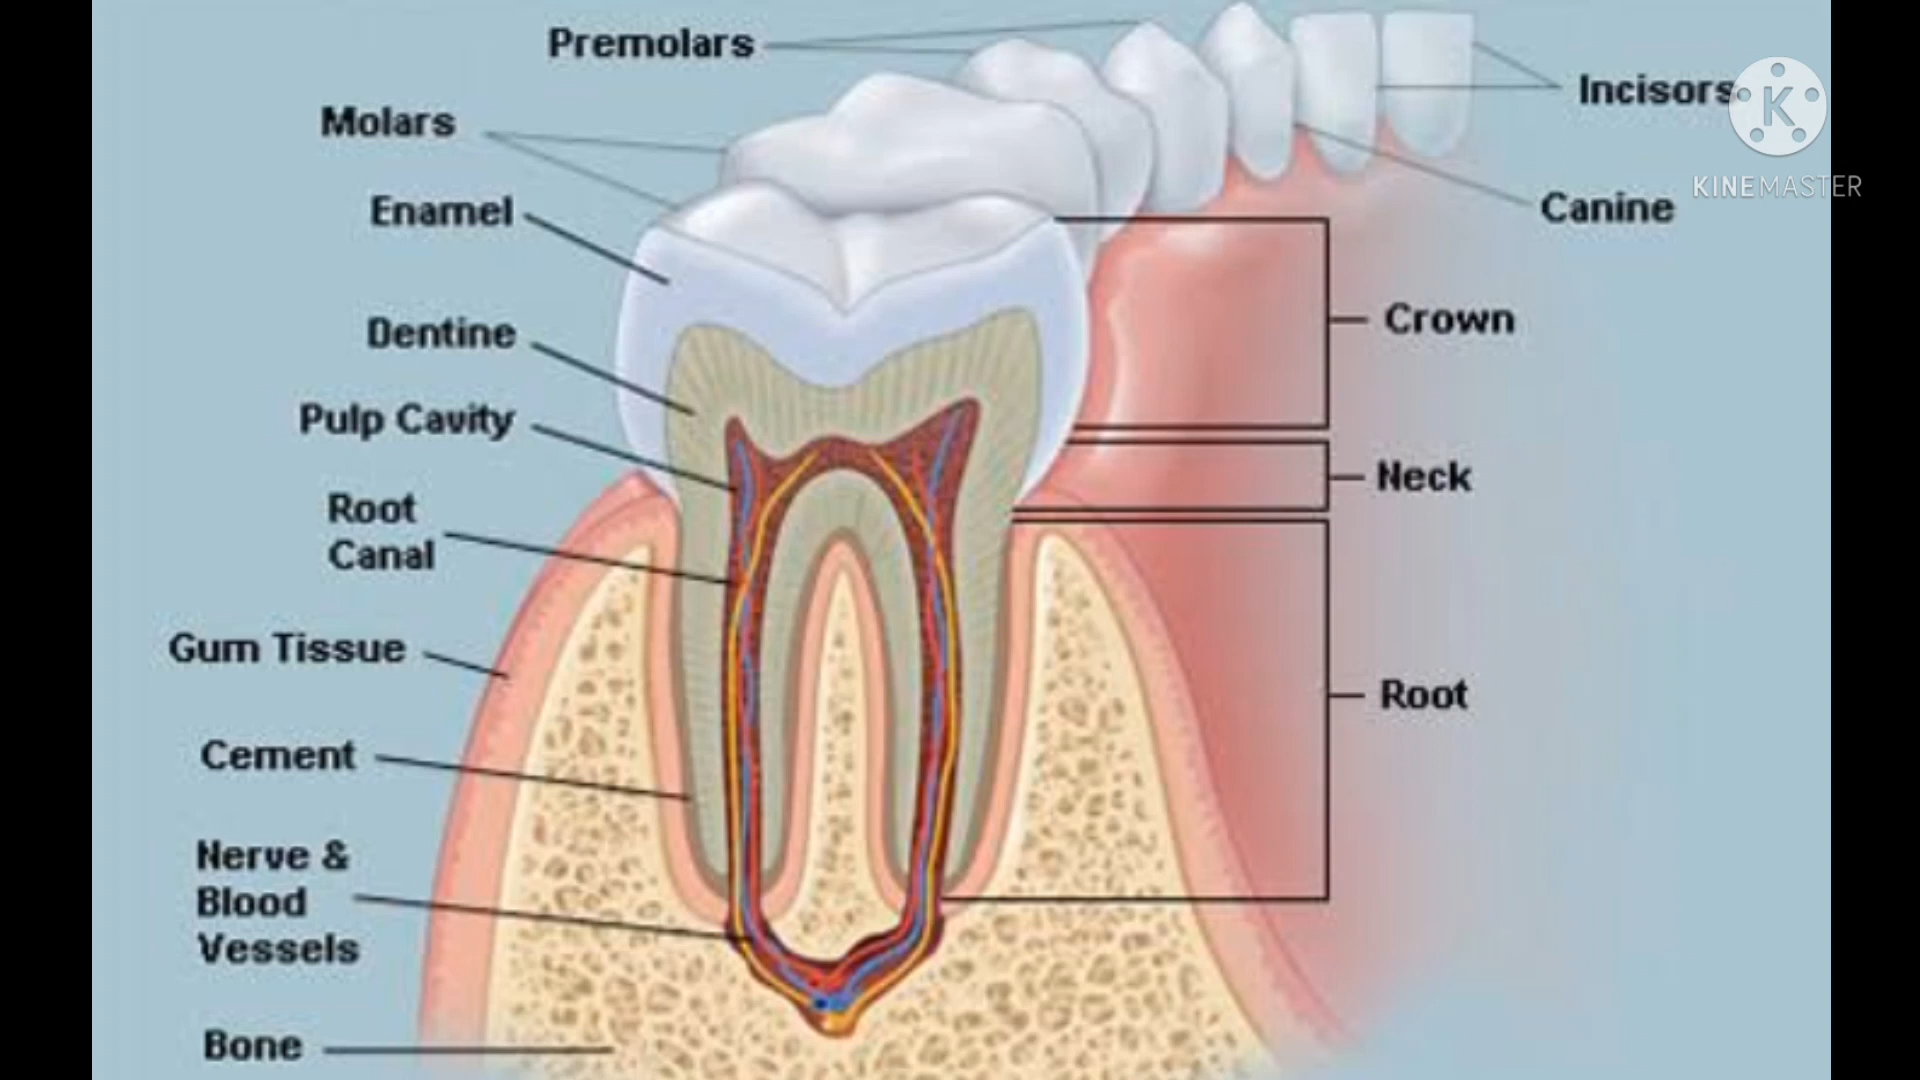 Premolars
Molars
Enamel
Dentine
Pulp Cavity
Root
Canal
Gum Tissue
Cement
Nerve &
Blood
Vessels
Bone
Incisors
K
KINEMASTER
Canine
Crown
Neck
Root